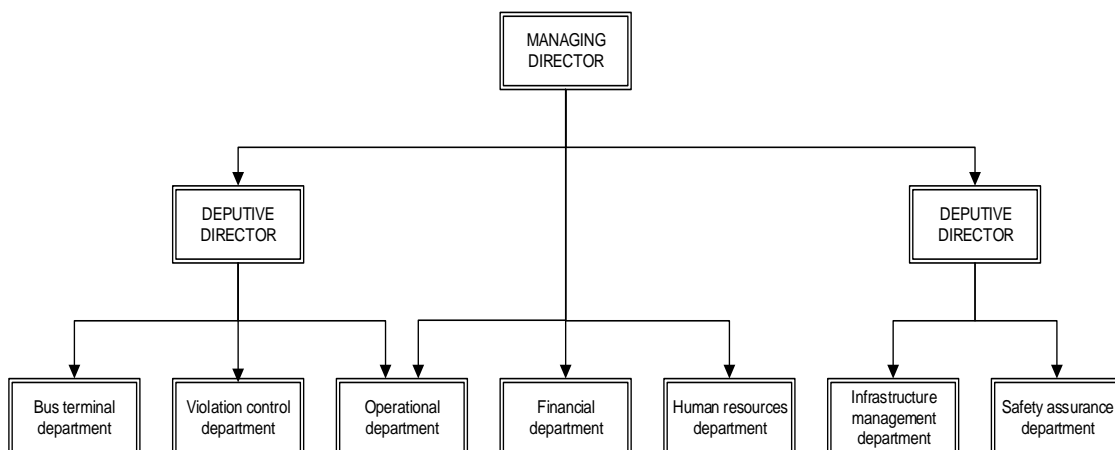 MANAGING
DIRECTOR
DEPUTIVE
DIRECTOR
DEPUTIVE
DIRECTOR
Bus terminal
department
Violation control
department
Operational
department
Financial
department
Human resources
department
Infrastructure
management
department
Safety assurance
department